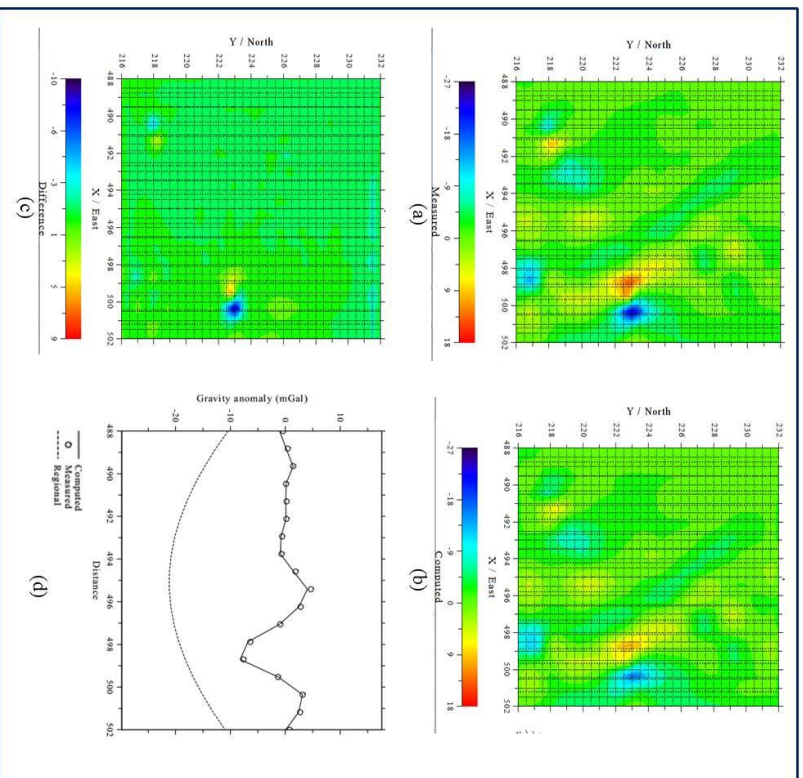 Y / North
232
230
228
226
224
222
220
218
216
488 490 492 494 496 498 500 502
X / East
-27 -18 -9 0 9 18
Measured
(a)
Y / North
232
230
228
226
224
222
220
218
216
488 490 492 494 496 498 500 502
X / East
-27 -18 -9 0 9 18
Computed
(b)
Y / North
232
230
228
226
224
222
220
218
216
488 490 492 494 496 498 500 502
X / East
-10 -6 -3 1 5 9
Difference
(c)
Gravity anomaly (mGal)
10
0
-10
-20
488 490 492 494 496 498 500 502
Distance
Computed
Measured
Regional
(d)